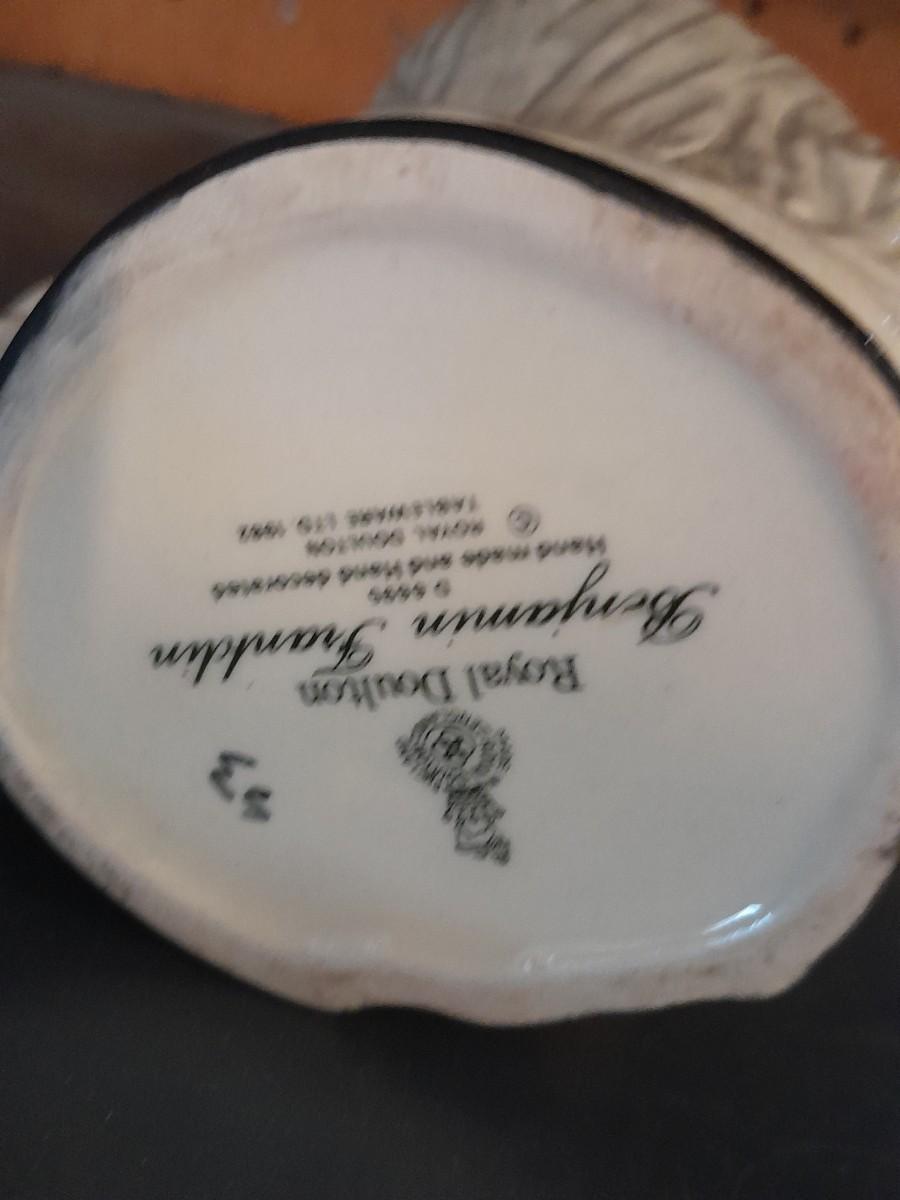 Royal Doulton
Benjamin Franklin
D 6695
Hand made and Hand decorated
©
ROYAL DOULTON
TABLEWARE LTD. 1982